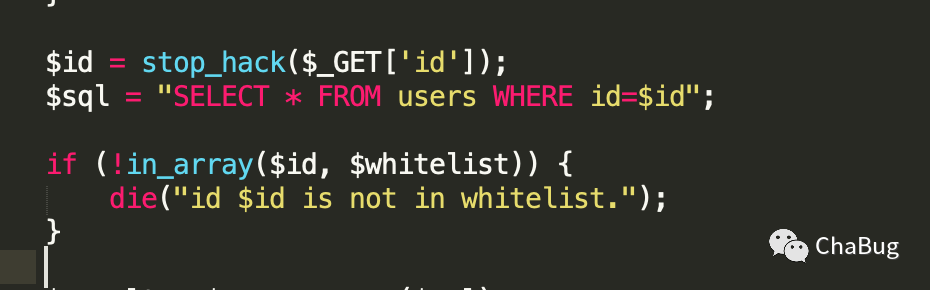 }
$id = stop_hack($_GET['id']);
$sql = "SELECT * FROM users WHERE id=$id";
if (!in_array($id, $whitelist)) {
    die("id $id is not in whitelist.");
}
ChaBug